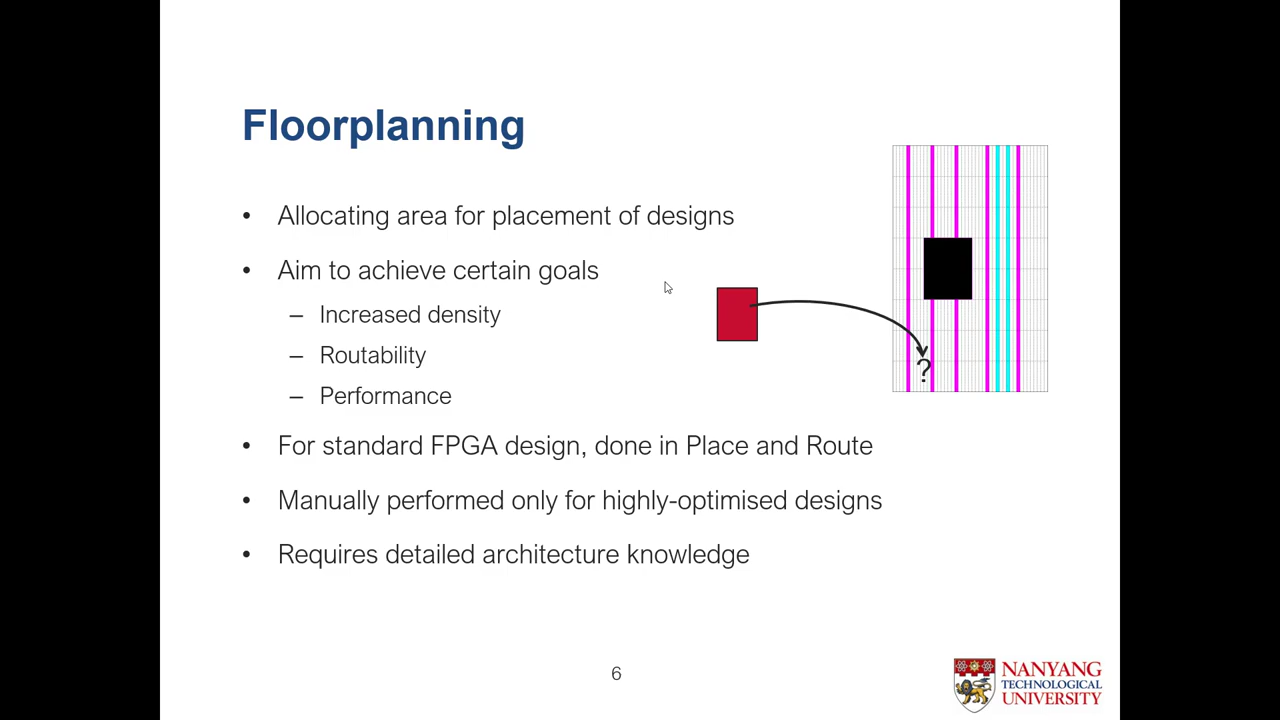 Floorplanning
• Allocating area for placement of designs
• Aim to achieve certain goals
– Increased density
– Routability
– Performance
?
• For standard FPGA design, done in Place and Route
• Manually performed only for highly-optimised designs
• Requires detailed architecture knowledge
6
NANYANG
TECHNOLOGICAL
UNIVERSITY